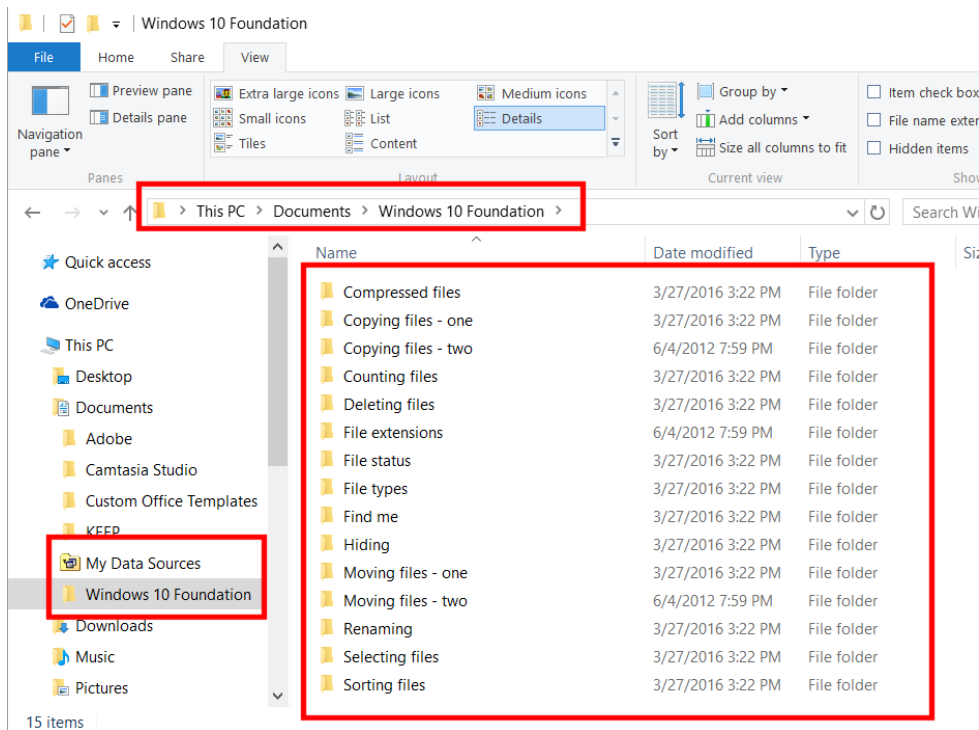 Windows 10 Foundation
File Home Share View
Preview pane
Details pane
Navigation pane
Panes
Extra large icons Large icons Medium icons
Small icons List Details
Tiles Content
Layout
Sort by
Group by
Add columns
Size all columns to fit
Current view
Item check box
File name exter
Hidden items
Show
This PC > Documents > Windows 10 Foundation >
Search Wi
Quick access
OneDrive
This PC
Desktop
Documents
Adobe
Camtasia Studio
Custom Office Templates
KEEP
My Data Sources
Windows 10 Foundation
Downloads
Music
Pictures
Name Date modified Type Siz
Compressed files 3/27/2016 3:22 PM File folder
Copying files - one 3/27/2016 3:22 PM File folder
Copying files - two 6/4/2012 7:59 PM File folder
Counting files 3/27/2016 3:22 PM File folder
Deleting files 3/27/2016 3:22 PM File folder
File extensions 6/4/2012 7:59 PM File folder
File status 3/27/2016 3:22 PM File folder
File types 3/27/2016 3:22 PM File folder
Find me 3/27/2016 3:22 PM File folder
Hiding 3/27/2016 3:22 PM File folder
Moving files - one 3/27/2016 3:22 PM File folder
Moving files - two 6/4/2012 7:59 PM File folder
Renaming 3/27/2016 3:22 PM File folder
Selecting files 3/27/2016 3:22 PM File folder
Sorting files 3/27/2016 3:22 PM File folder
15 items